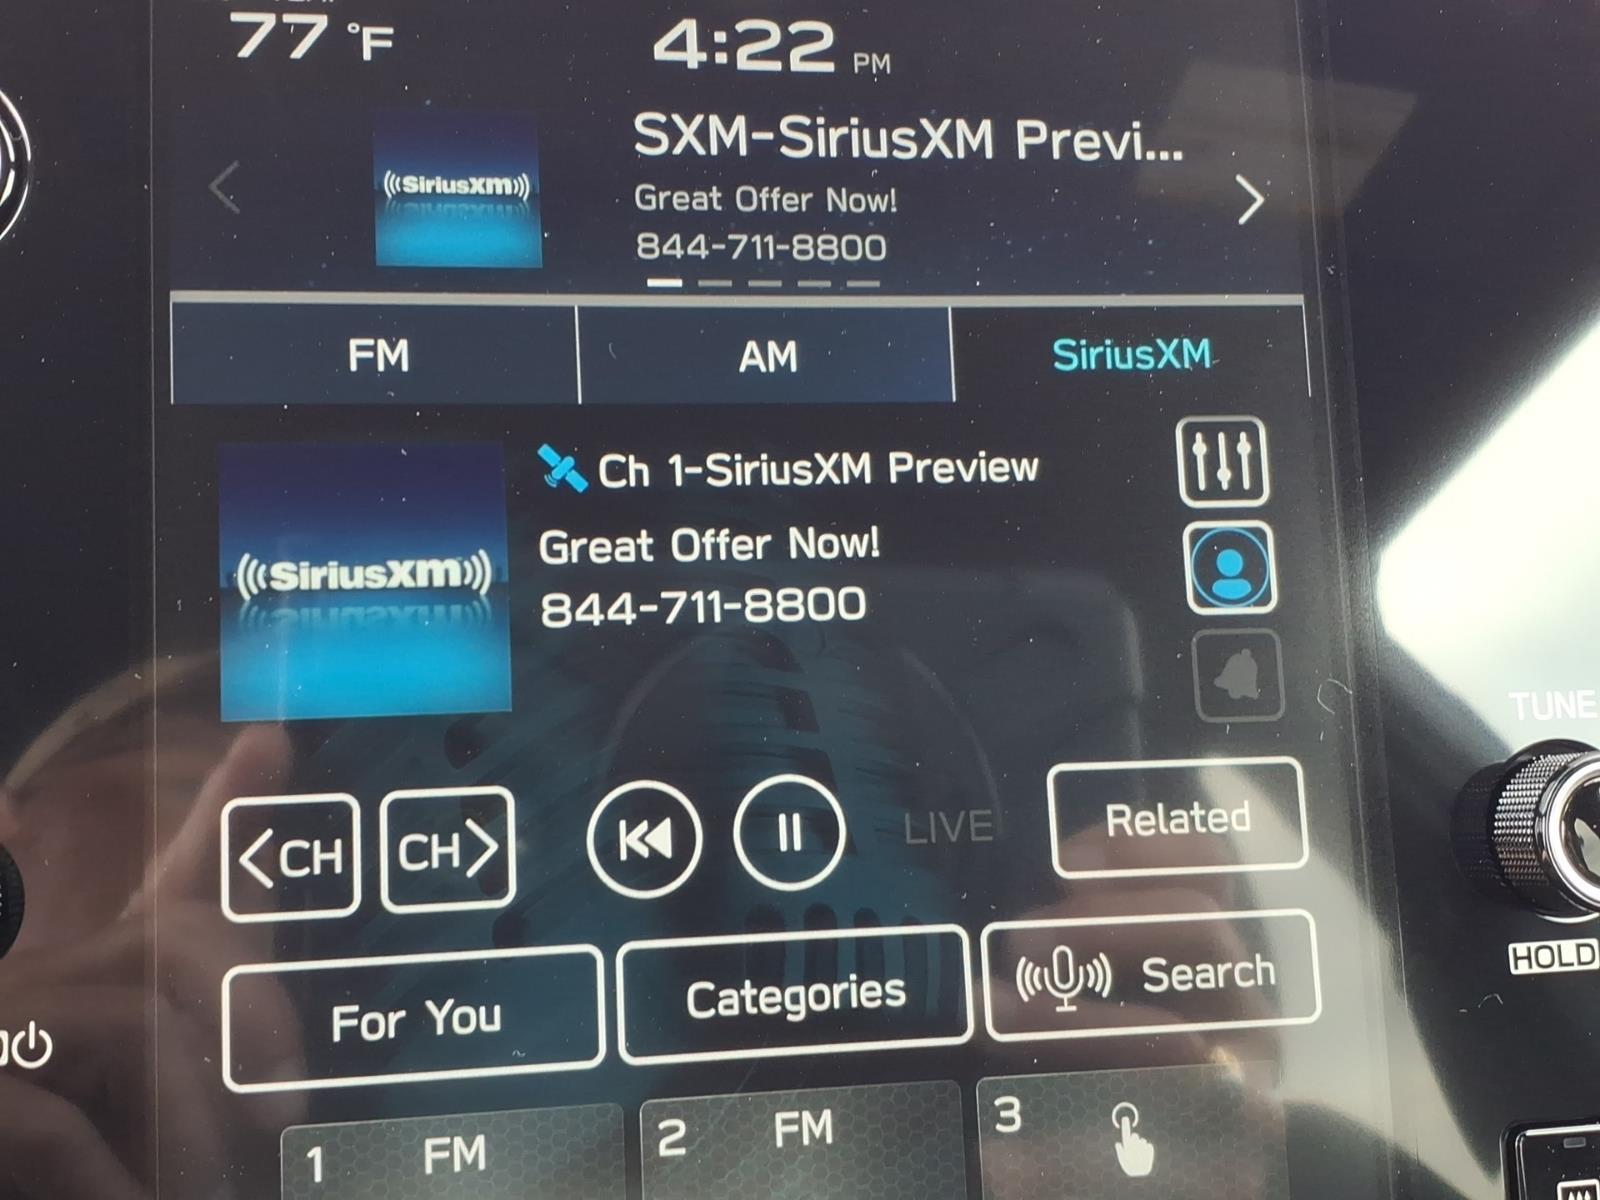 77 °F
4:22 PM
SXM-SiriusXM Previ...
Great Offer Now!
844-711-8800
((SiriusXM))
FM
AM
SiriusXM
Ch 1-SiriusXM Preview
Great Offer Now!
844-711-8800
(((SiriusXM)))
TUNE
<CH
CH>
LIVE
Related
For You
Categories
Search
HOLD
1 FM
2 FM
3